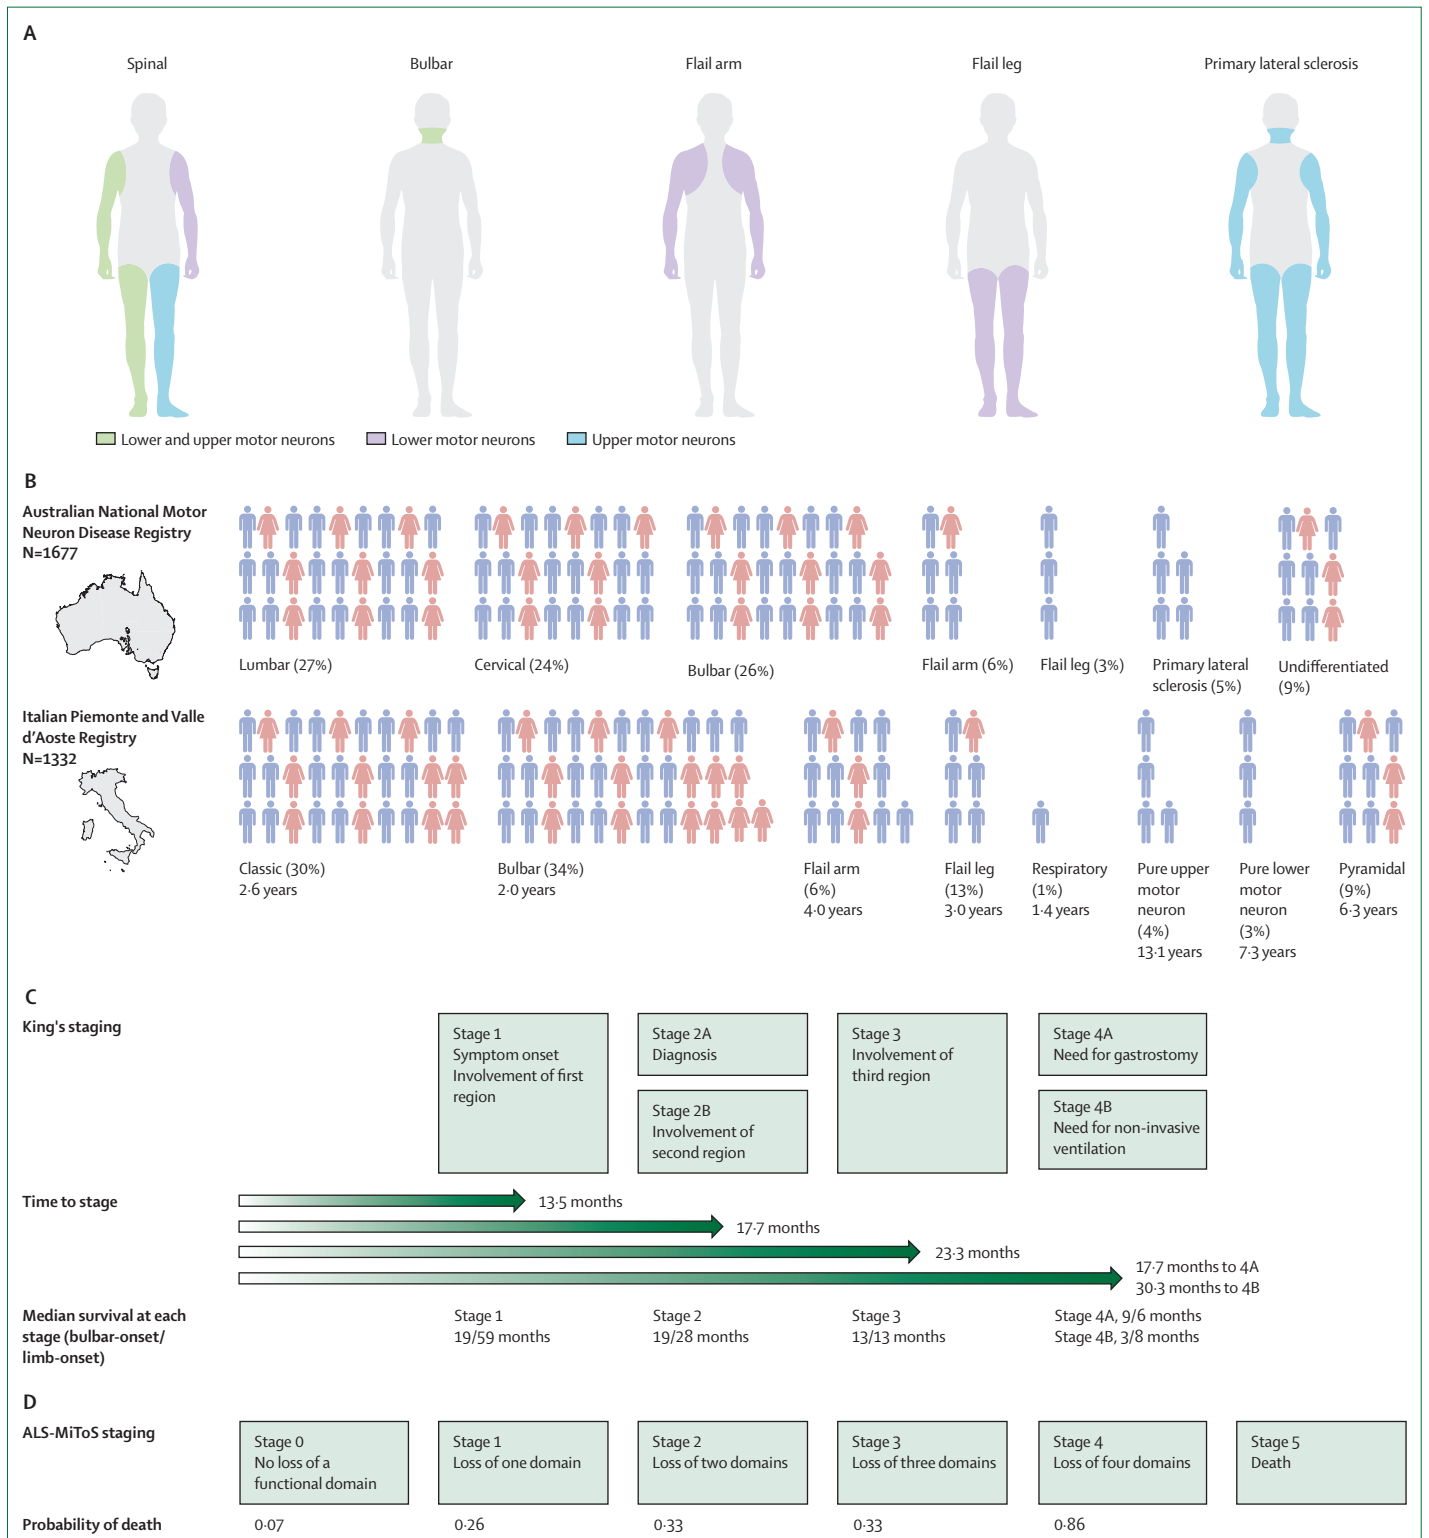 A
Spinal
Bulbar
Flail arm
Flail leg
Primary lateral sclerosis
Lower and upper motor neurons
Lower motor neurons
Upper motor neurons
B
Australian National Motor
Neuron Disease Registry
N=1677
Lumbar (27%)
Cervical (24%)
Bulbar (26%)
Flail arm (6%)
Flail leg (3%)
Primary lateral
sclerosis (5%)
Undifferentiated
(9%)
Italian Piemonte and Valle
d’Aoste Registry
N=1332
Classic (30%)
2·6 years
Bulbar (34%)
2·0 years
Flail arm
(6%)
4·0 years
Flail leg
(13%)
3·0 years
Respiratory
(1%)
1·4 years
Pure upper
motor
neuron
(4%)
13·1 years
Pure lower
motor
neuron
(3%)
7·3 years
Pyramidal
(9%)
6·3 years
C
King's staging
Stage 1
Symptom onset
Involvement of first
region
Stage 2A
Diagnosis
Stage 2B
Involvement of
second region
Stage 3
Involvement of
third region
Stage 4A
Need for gastrostomy
Stage 4B
Need for non-invasive
ventilation
Time to stage
13·5 months
17·7 months
23·3 months
17·7 months to 4A
30·3 months to 4B
Median survival at each
stage (bulbar-onset/
limb-onset)
Stage 1
19/59 months
Stage 2
19/28 months
Stage 3
13/13 months
Stage 4A, 9/6 months
Stage 4B, 3/8 months
D
ALS-MiToS staging
Stage 0
No loss of a
functional domain
Stage 1
Loss of one domain
Stage 2
Loss of two domains
Stage 3
Loss of three domains
Stage 4
Loss of four domains
Stage 5
Death
Probability of death
0·07
0·26
0·33
0·33
0·86